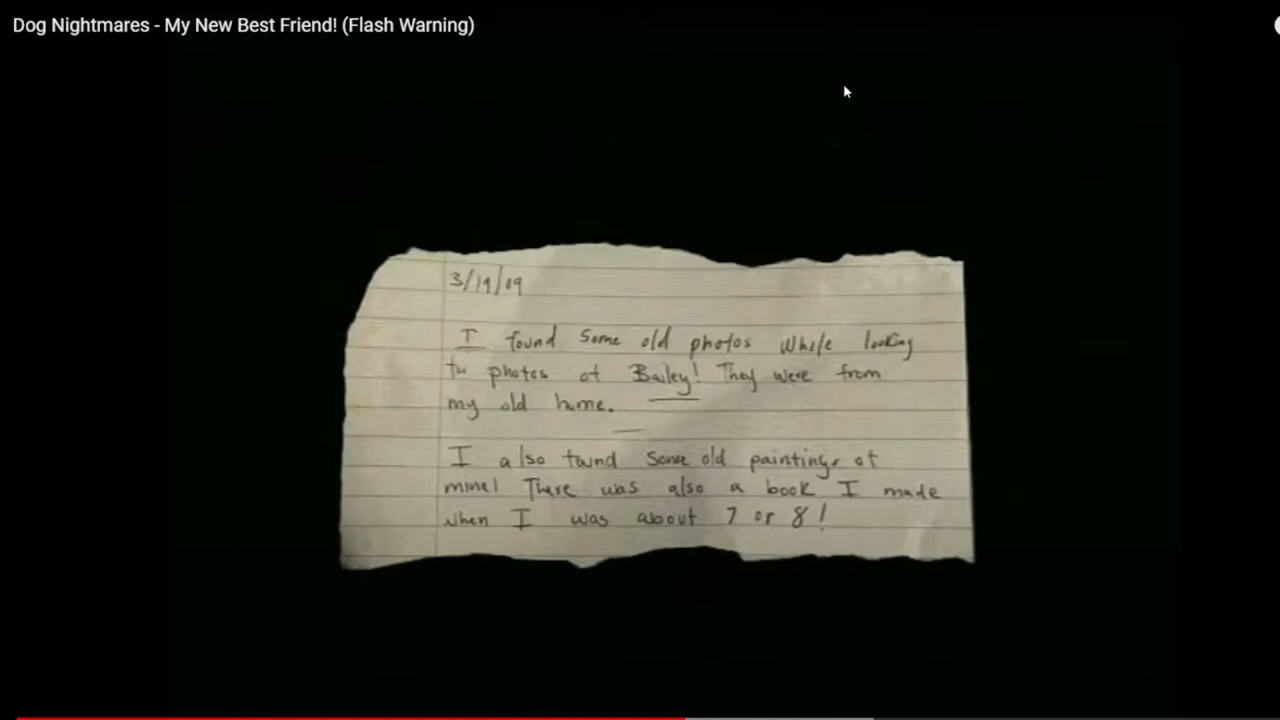 Dog Nightmares - My New Best Friend! (Flash Warning)
3/19/09
I found some old photos while looking
for photos of Bailey! They were from
my old home.
I also found some old paintings of
mine! There was also a book I made
when I was about 7 or 8!